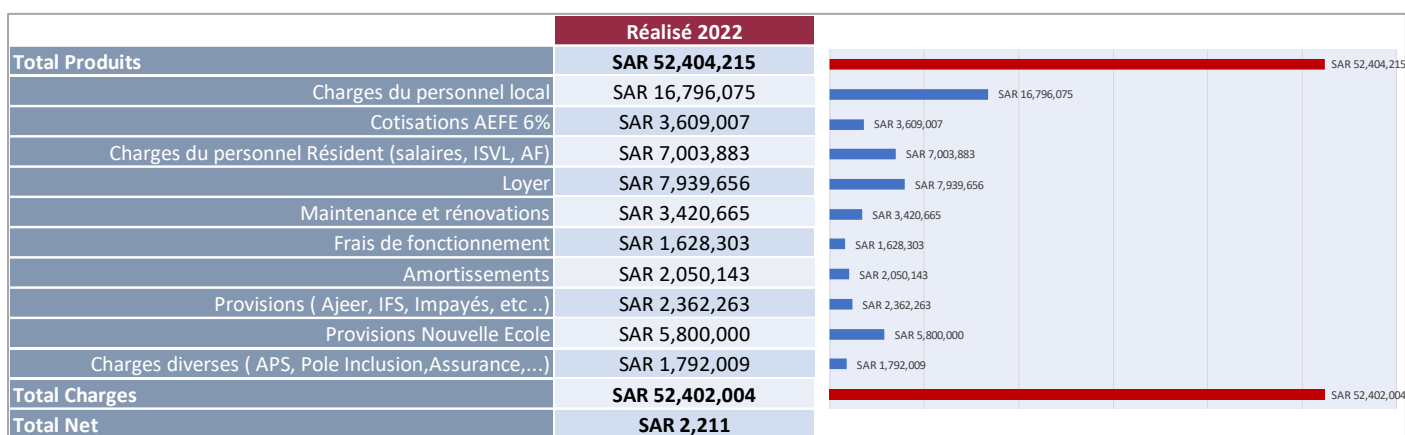 Réalisé 2022
Total Produits SAR 52,404,215 SAR 52,404,215
Charges du personnel local SAR 16,796,075 SAR 16,796,075
Cotisations AEFE 6% SAR 3,609,007 SAR 3,609,007
Charges du personnel Résident (salaires, ISVL, AF) SAR 7,003,883 SAR 7,003,883
Loyer SAR 7,939,656 SAR 7,939,656
Maintenance et rénovations SAR 3,420,665 SAR 3,420,665
Frais de fonctionnement SAR 1,628,303 SAR 1,628,303
Amortissements SAR 2,050,143 SAR 2,050,143
Provisions ( Ajeer, IFS, Impayés, etc ..) SAR 2,362,263 SAR 2,362,263
Provisions Nouvelle Ecole SAR 5,800,000 SAR 5,800,000
Charges diverses ( APS, Pole Inclusion,Assurance,...) SAR 1,792,009 SAR 1,792,009
Total Charges SAR 52,402,004 SAR 52,402,004
Total Net SAR 2,211